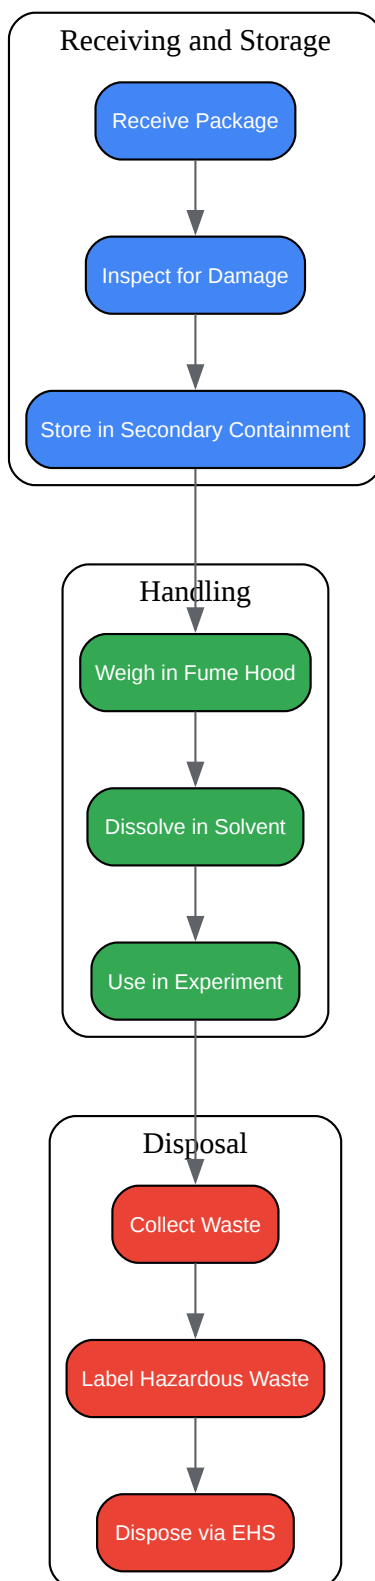 Receiving and Storage
Receive Package
Inspect for Damage
Store in Secondary Containment
Handling
Weigh in Fume Hood
Dissolve in Solvent
Use in Experiment
Disposal
Collect Waste
Label Hazardous Waste
Dispose via EHS